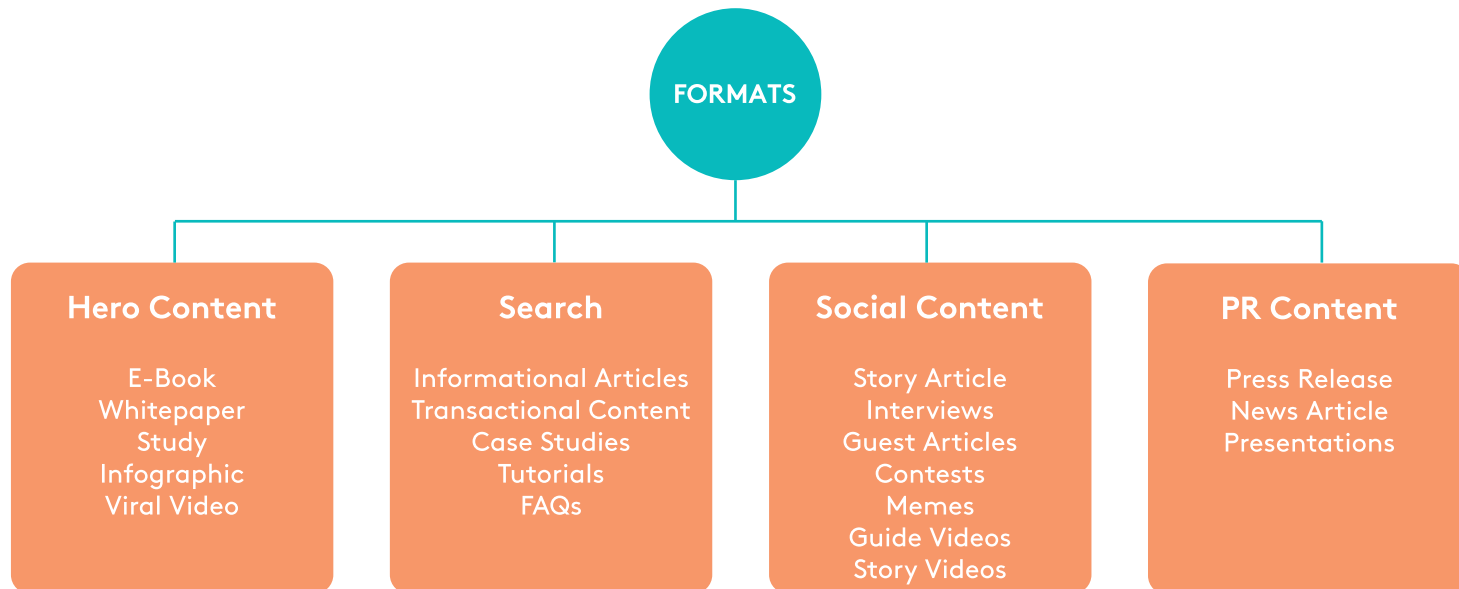 FORMATS
Hero Content
E-Book
Whitepaper
Study
Infographic
Viral Video
Search
Informational Articles
Transactional Content
Case Studies
Tutorials
FAQs
Social Content
Story Article
Interviews
Guest Articles
Contests
Memes
Guide Videos
Story Videos
PR Content
Press Release
News Article
Presentations